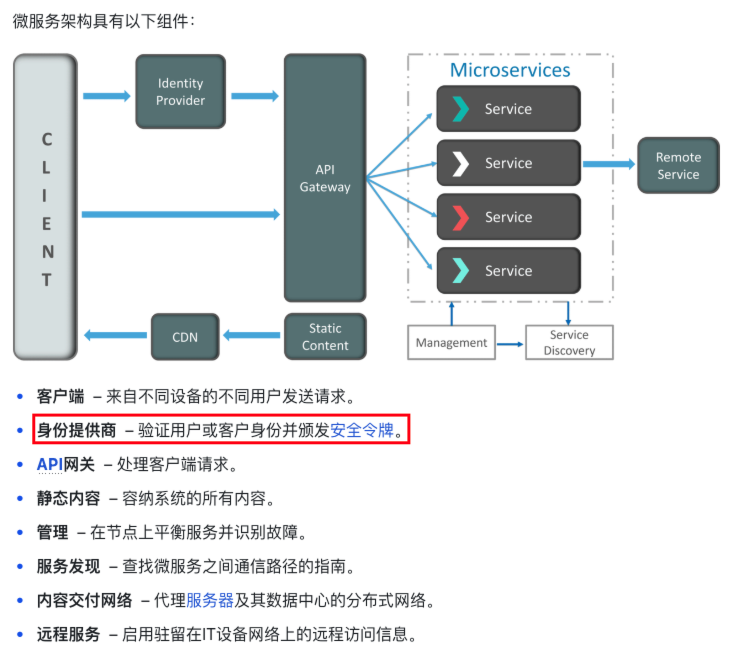 微服务架构具有以下组件：
CLIENT
Identity
Provider
API
Gateway
Microservices
Service
Service
Service
Service
Remote
Service
CDN
Static
Content
Management
Service
Discovery
• 客户端 – 来自不同设备的不同用户发送请求。
• 身份提供商 – 验证用户或客户身份并颁发安全令牌。
• API网关 – 处理客户端请求。
• 静态内容 – 容纳系统的所有内容。
• 管理 – 在节点上平衡服务并识别故障。
• 服务发现 – 查找微服务之间通信路径的指南。
• 内容交付网络 – 代理服务器及其数据中心的分布式网络。
• 远程服务 – 启用驻留在IT设备网络上的远程访问信息。